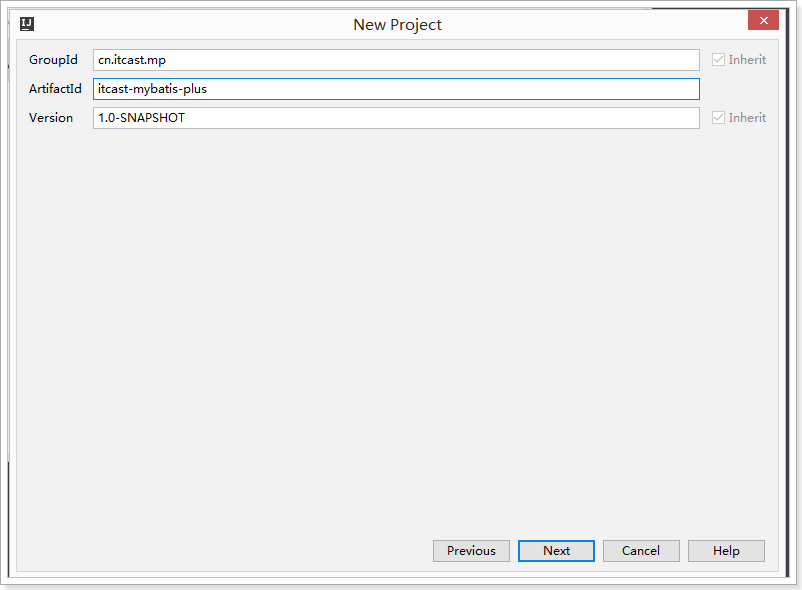 IJ
New Project
GroupId cn.itcast.mp Inherit
ArtifactId itcast-mybatis-plus
Version 1.0-SNAPSHOT Inherit
Previous Next Cancel Help